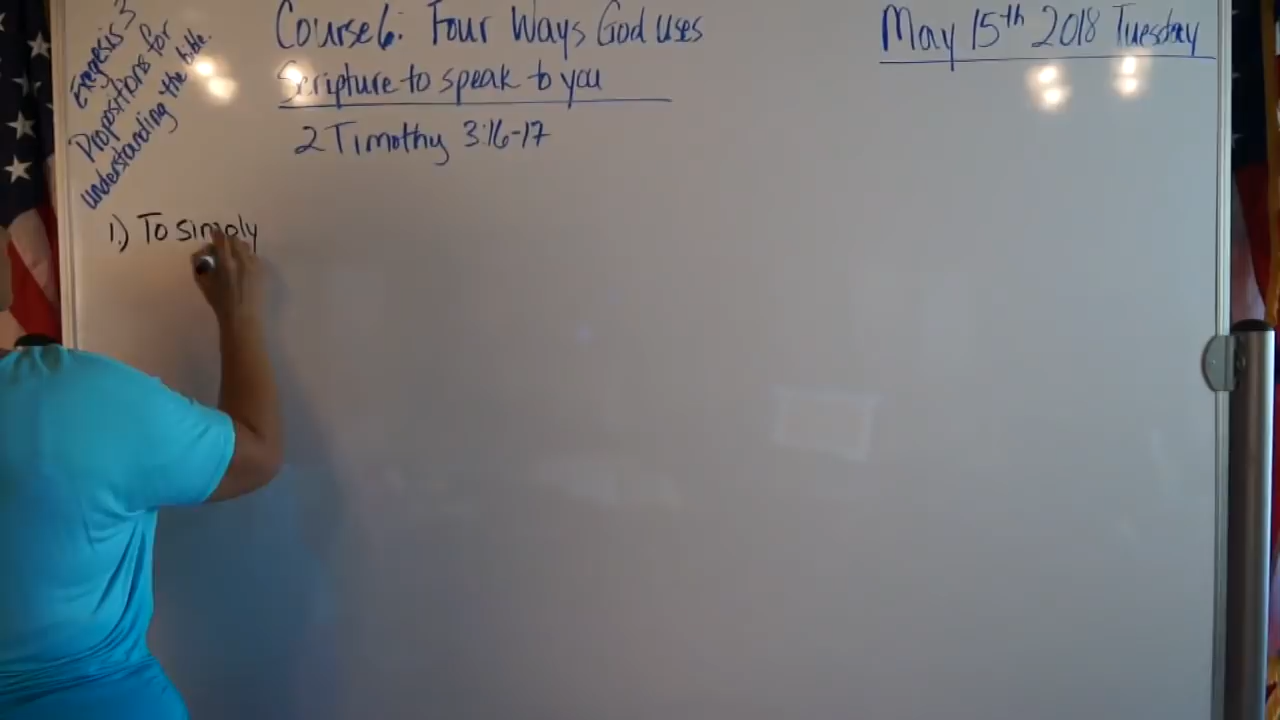 Exegesis 3
Propositions for
understanding the bible.
Course 6: Four Ways God uses
Scripture to speak to you
2 Timothy 3:16-17
May 15th 2018 Tuesday
1.) To simply